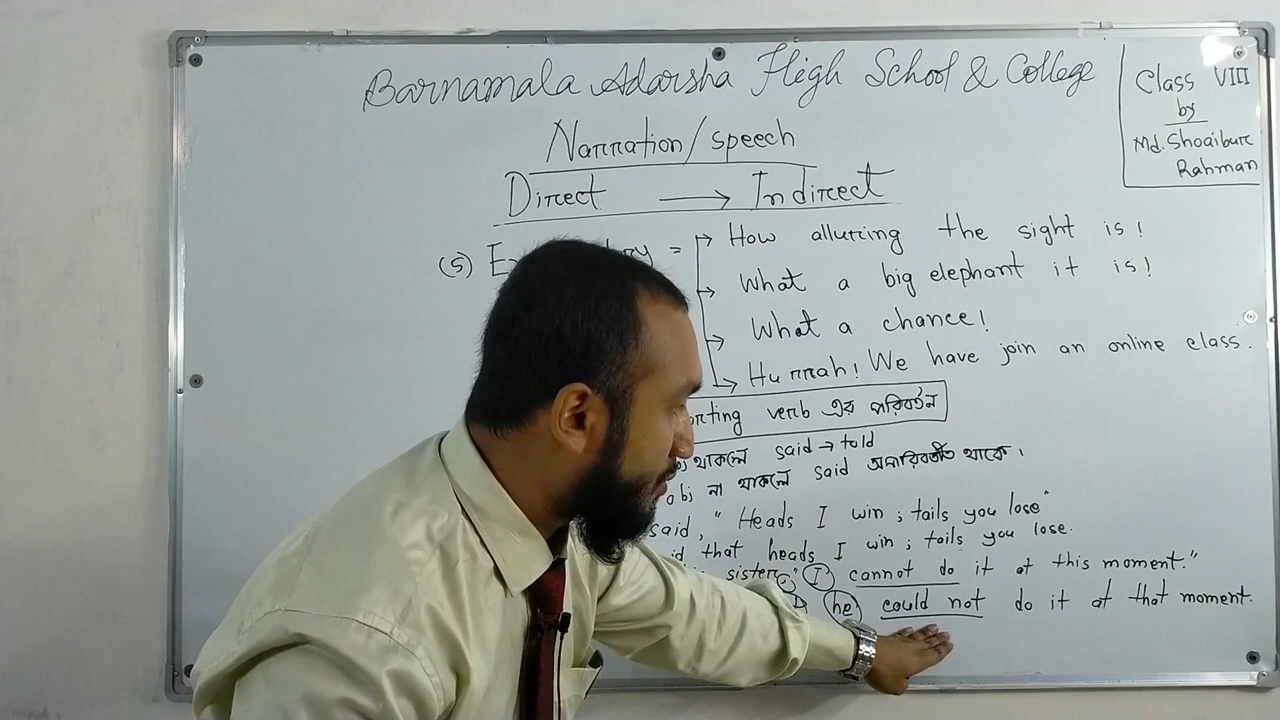 Barnamala Adarsha High School & College
Class VIII
by
Md. Shoaibur
Rahman
Narration/speech
Direct → Indirect
(5) = How allurring the sight is!
What a big elephant it is!
What a chance!
Hurrah! We have join an online class.
verb এর পরিবর্তন
থাকলে said → told
obj না থাকলে said অপরিবর্তীত থাকে।
said, "Heads I win; tails you lose"
that heads I win; tails you lose.
sister, "I cannot do it at this moment."
he could not do it at that moment.